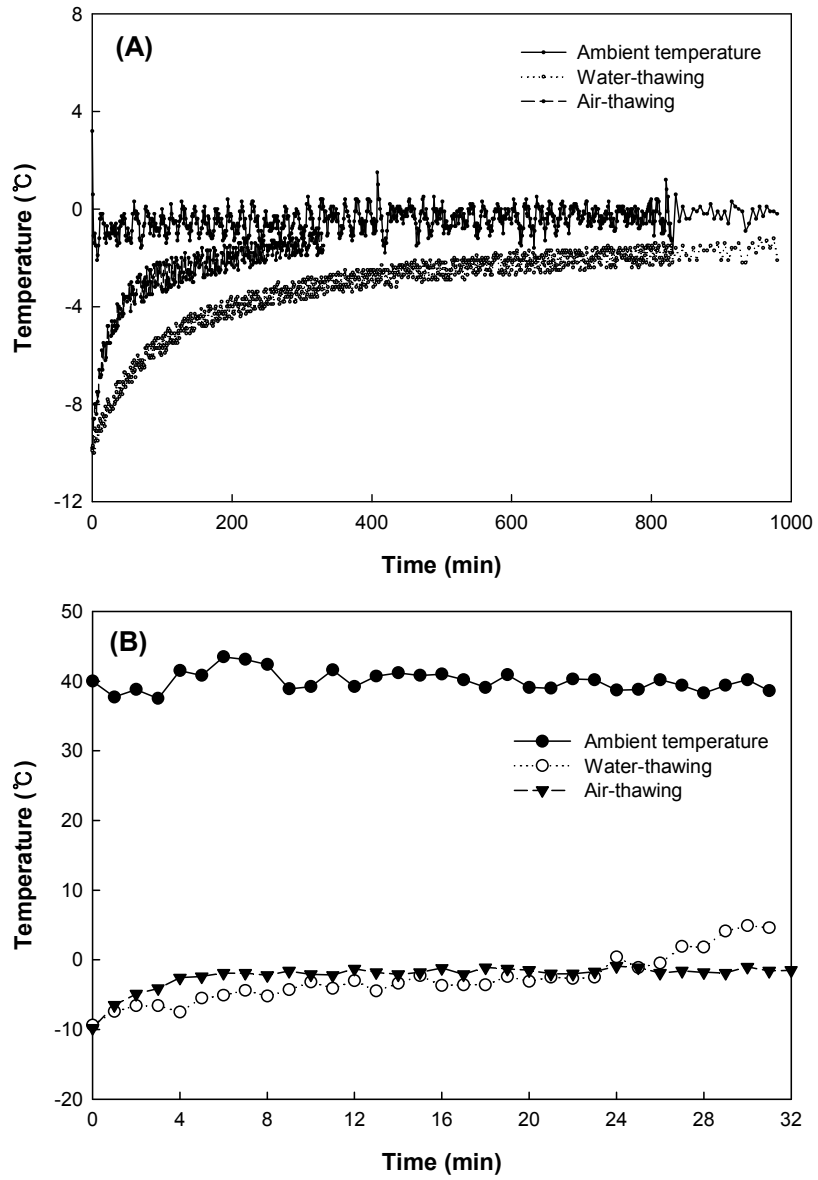 (A)
Ambient temperature
Water-thawing
Air-thawing
8
4
0
-4
-8
-12
Temperature (℃)
0 200 400 600 800 1000
Time (min)
(B)
Ambient temperature
Water-thawing
Air-thawing
50
40
30
20
10
0
-10
-20
Temperature (℃)
0 4 8 12 16 20 24 28 32
Time (min)